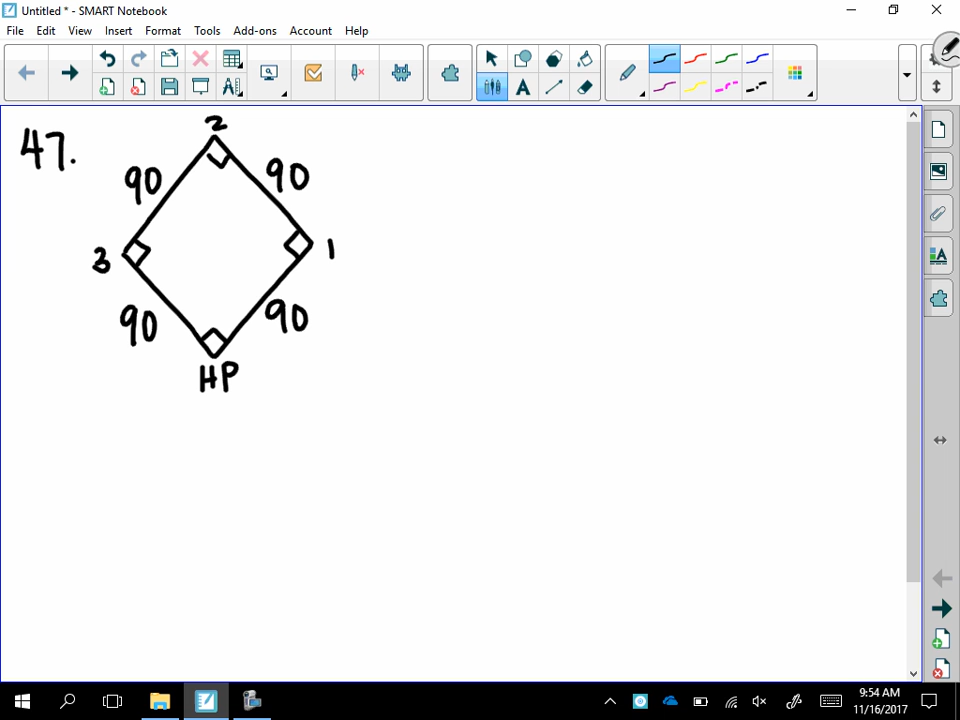 Untitled * - SMART Notebook
File Edit View Insert Format Tools Add-ons Account Help
47.
2
90 90
3 1
90 90
HP
9:54 AM
11/16/2017